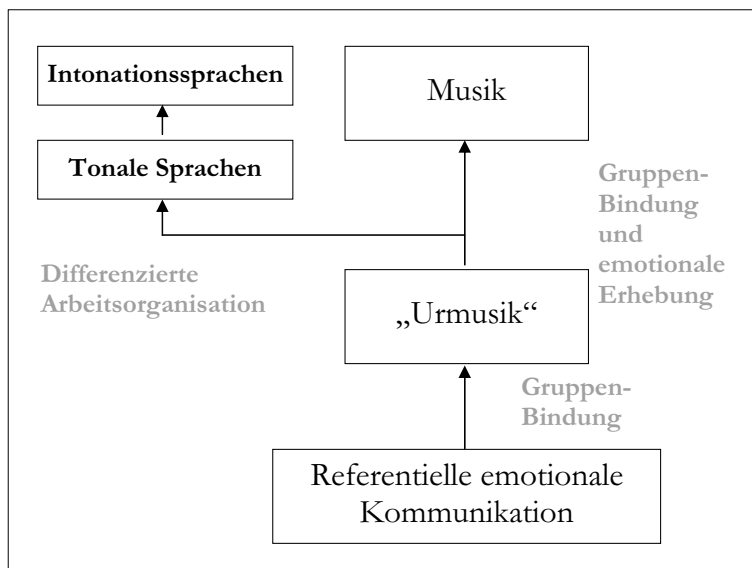 Intonationssprachen
Musik
Tonale Sprachen
Gruppen-
Bindung
und
emotionale
Erhebung
Differenzierte
Arbeitsorganisation
„Urmusik“
Gruppen-
Bindung
Referentielle emotionale
Kommunikation